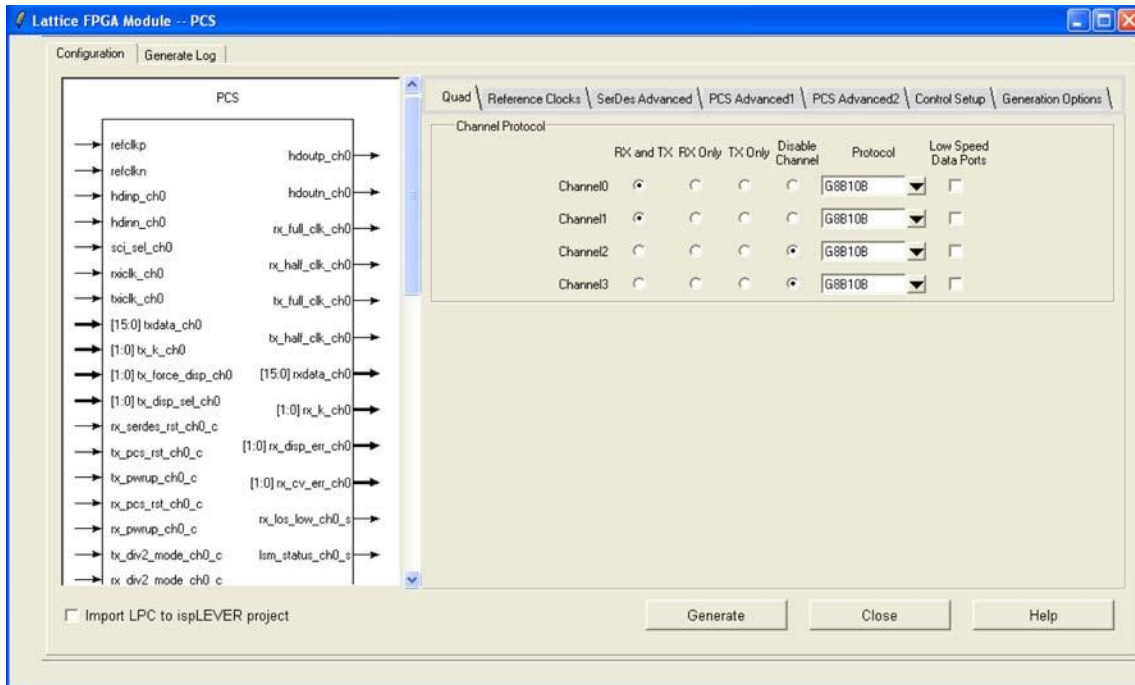 Lattice FPGA Module -- PCS
Configuration Generate Log
PCS
refclkp
refclkn
hdinp_ch0
hdinn_ch0
sci_sel_ch0
rxiclk_ch0
txiclk_ch0
[15:0] txdata_ch0
[1:0] tx_k_ch0
[1:0] tx_force_disp_ch0
[1:0] tx_disp_sel_ch0
rx_serdes_rst_ch0_c
tx_pcs_rst_ch0_c
tx_pwrup_ch0_c
rx_pcs_rst_ch0_c
rx_pwrup_ch0_c
tx_div2_mode_ch0_c
rx_div2_mode_ch0_c
hdoutp_ch0
hdoutn_ch0
rx_full_clk_ch0
rx_half_clk_ch0
tx_full_clk_ch0
tx_half_clk_ch0
[15:0] rxdata_ch0
[1:0] rx_k_ch0
[1:0] rx_disp_err_ch0
[1:0] rx_cv_err_ch0
rx_los_low_ch0_s
lsm_status_ch0_s
Quad Reference Clocks SerDes Advanced PCS Advanced1 PCS Advanced2 Control Setup Generation Options
Channel Protocol
RX and TX RX Only TX Only Disable Channel Protocol Low Speed Data Ports
Channel0 G8B10B
Channel1 G8B10B
Channel2 G8B10B
Channel3 G8B10B
Import LPC to ispLEVER project Generate Close Help